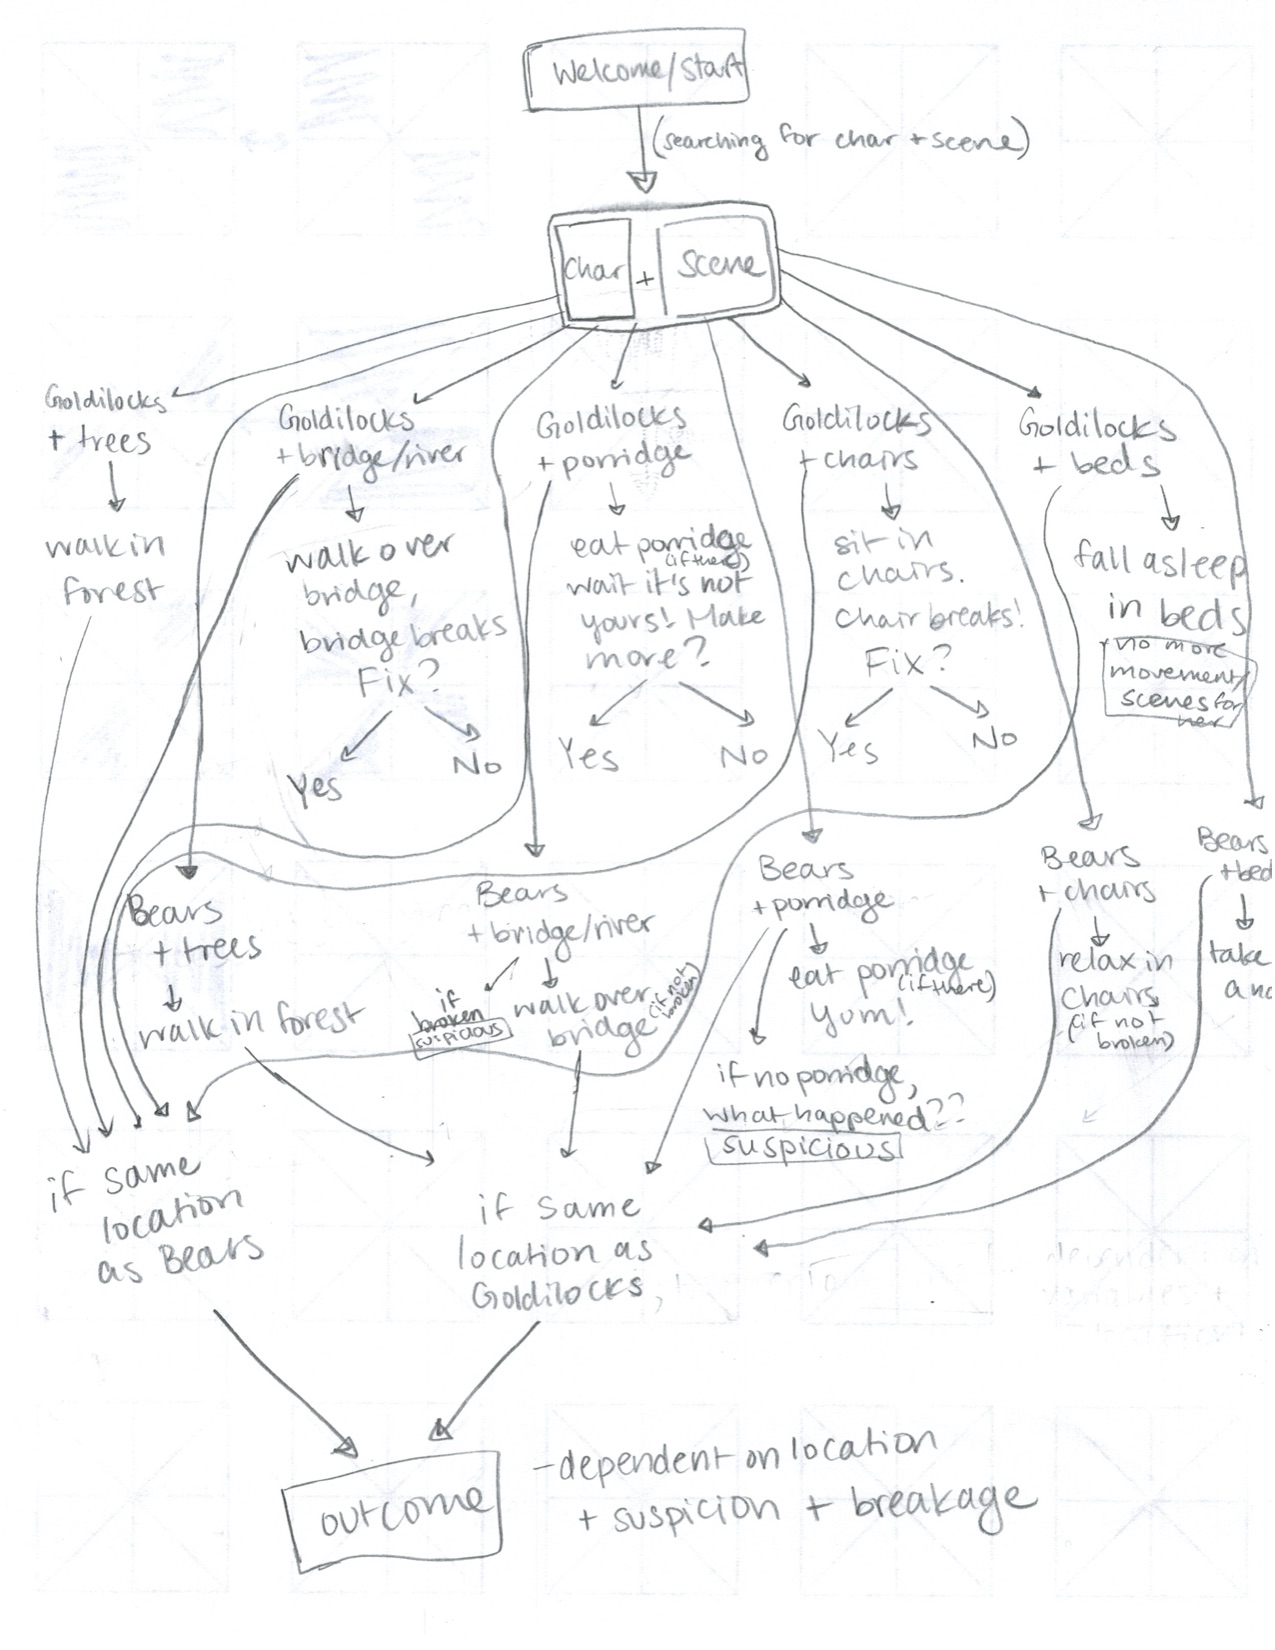 Welcome/Start
(searching for char + scene)
Char + Scene
Goldilocks
+ trees
walk in
forest
Goldilocks
+ bridge/river
walk over
bridge,
bridge breaks
Fix?
Yes
No
Goldilocks
+ porridge
eat porridge
(if there)
wait it's not
yours! Make
more?
Yes
No
Goldilocks
+ chairs
sit in
chairs.
chair breaks!
Fix?
Yes
No
Goldilocks
+ beds
fall asleep
in beds
no more
movement/
scenes for
her
Bears
+ trees
walk in forest
Bears
+ bridge/river
if
broken
suspicious
walk over
bridge
(if not
broken)
Bears
+ porridge
eat porridge
(if there)
Yum!
if no porridge,
what happened??
suspicious
Bears
+ chairs
relax in
chairs
(if not
broken)
Bears
+ bed
take
a
if same
location
as Bears
if same
location as
Goldilocks,
outcome
- dependent on location
+ suspicion + breakage